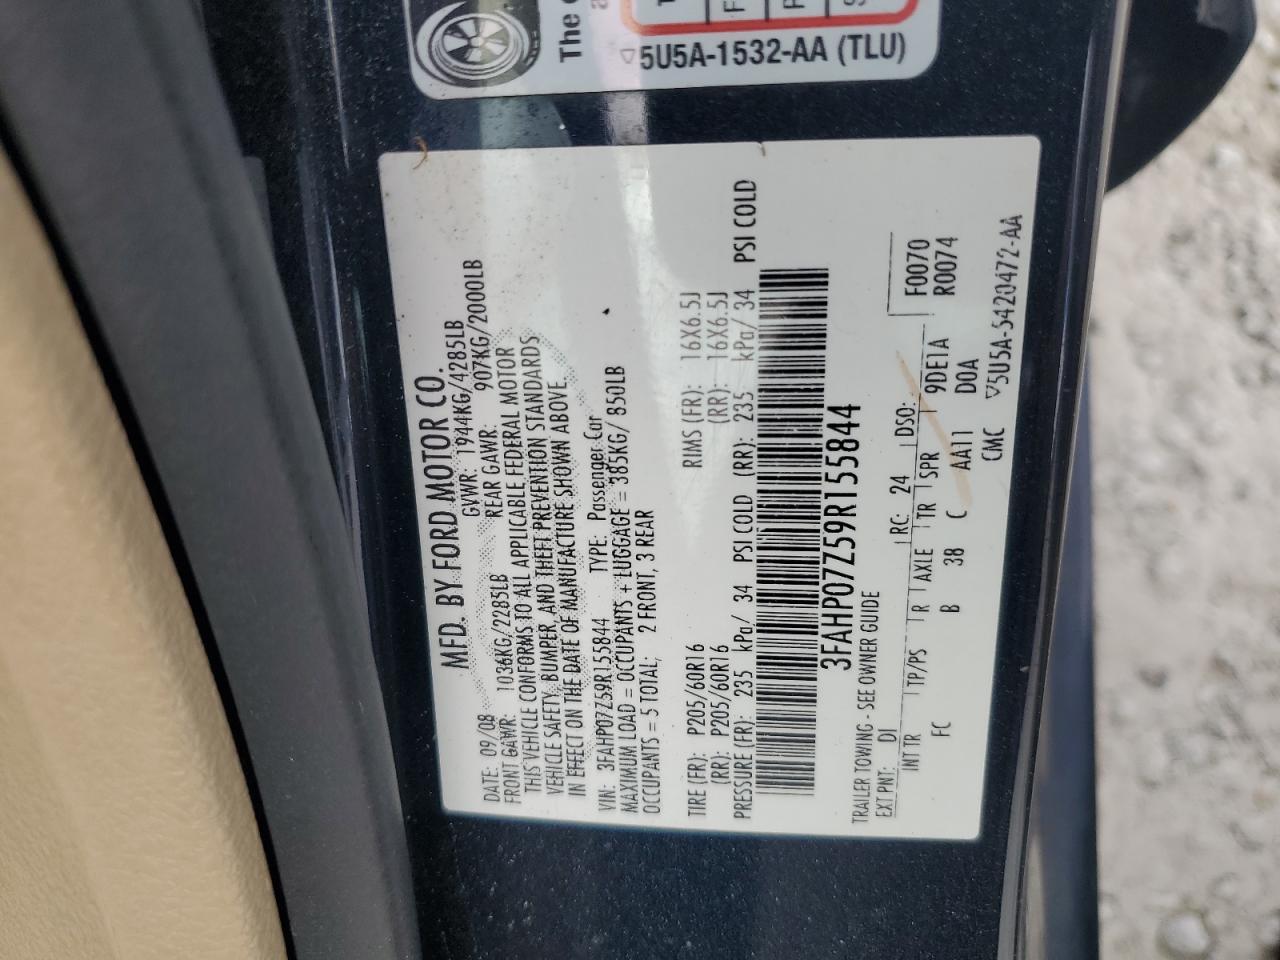 The
5U5A-1532-AA (TLU)
MFD. BY FORD MOTOR CO.
DATE: 09/08 GVWR: 1944KG/4285LB
FRONT GAWR: 1036KG/2285LB REAR GAWR: 907KG/2000LB
THIS VEHICLE CONFORMS TO ALL APPLICABLE FEDERAL MOTOR
VEHICLE SAFETY, BUMPER, AND THEFT PREVENTION STANDARDS
IN EFFECT ON THE DATE OF MANUFACTURE SHOWN ABOVE
VIN: 3FAHP07Z59R155844 TYPE: Passenger Car
MAXIMUM LOAD = OCCUPANTS + LUGGAGE = 385KG/ 850LB
OCCUPANTS = 5 TOTAL; 2 FRONT, 3 REAR
TIRE (FR): P205/60R16 RIMS (FR): 16X6.5J
(RR): P205/60R16 (RR): 16X6.5J
PRESSURE (FR): 235 kPa/ 34 PSI COLD (RR): 235 kPa/ 34 PSI COLD
3FAHP07Z59R155844
TRAILER TOWING - SEE OWNER GUIDE
EXT PNT: DI RC: 24 DSO: F0070
INT TR TP/PS R AXLE TR SPR 9DE1A R0074
FC B 38 C AA11 D0A
CMC ▽5U5A-5420472-AA